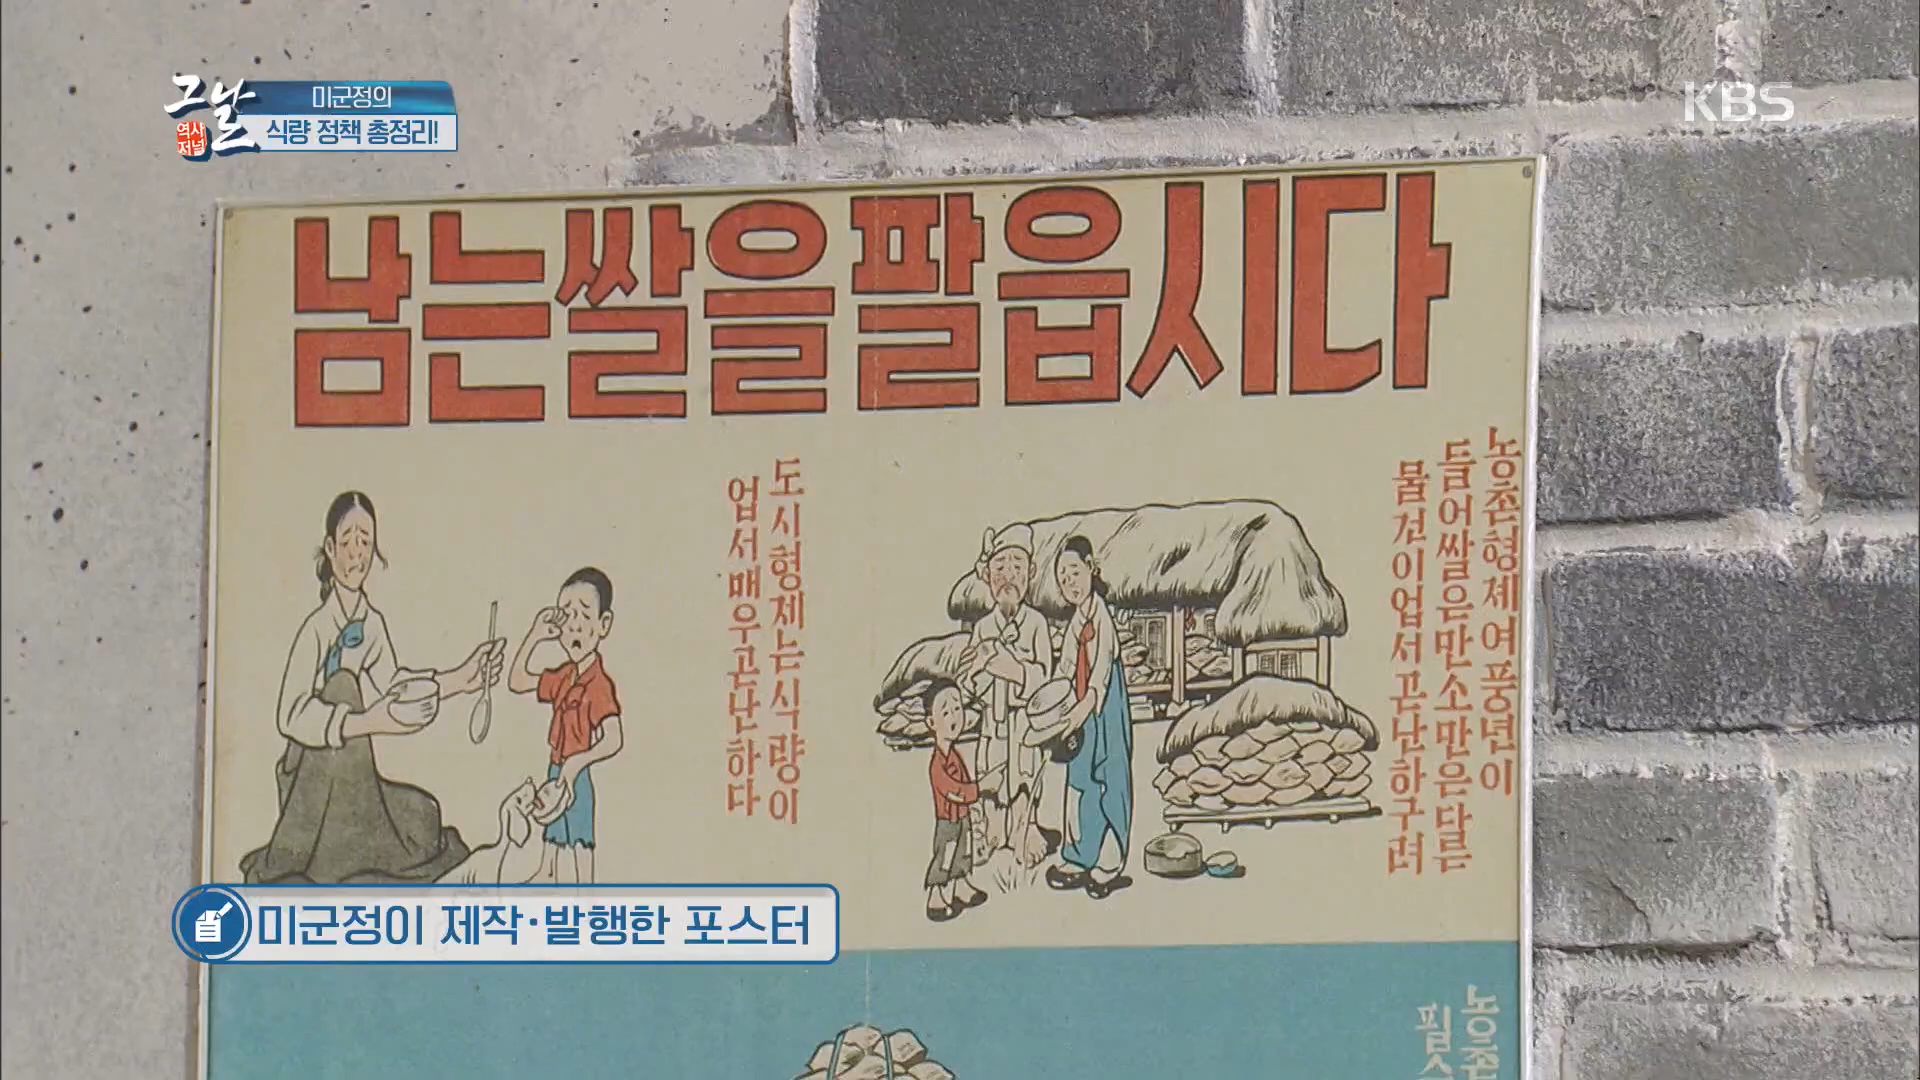 그날
역사
저널
미군정의
식량 정책 총정리!
KBS
남는쌀을팔읍시다
도시형제는식량이
업서매우곤난하다
농촌형제여풍년이
들어쌀은만소만은달른
물건이업서곤난하구려
미군정이 제작·발행한 포스터
농촌
필